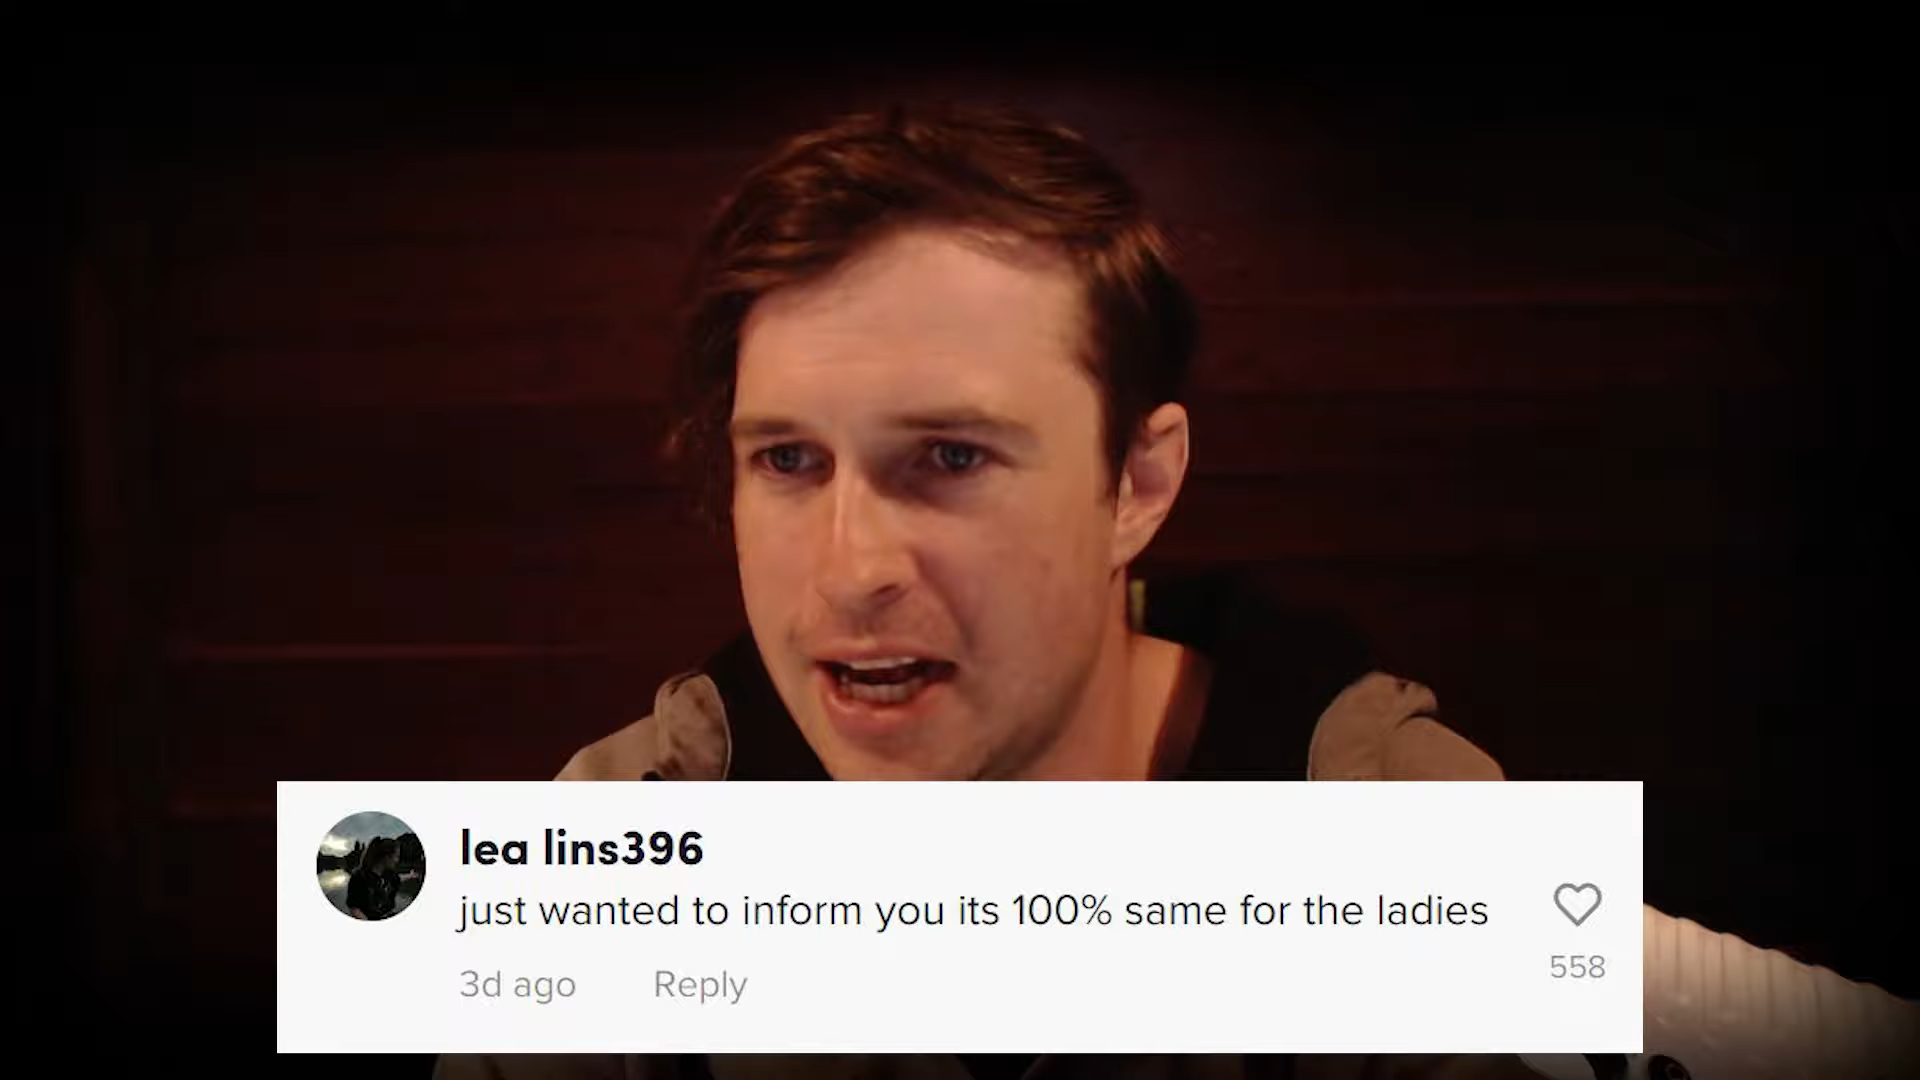 lea lins396
just wanted to inform you its 100% same for the ladies
3d ago Reply
558